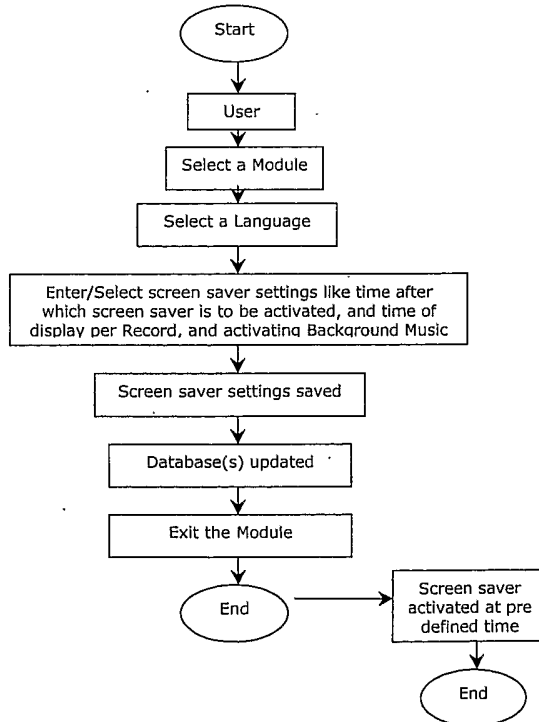 Start
User
Select a Module
Select a Language
Enter/Select screen saver settings like time after
which screen saver is to be activated, and time of
display per Record, and activating Background Music
Screen saver settings saved
Database(s) updated
Exit the Module
End
Screen saver
activated at pre
defined time
End